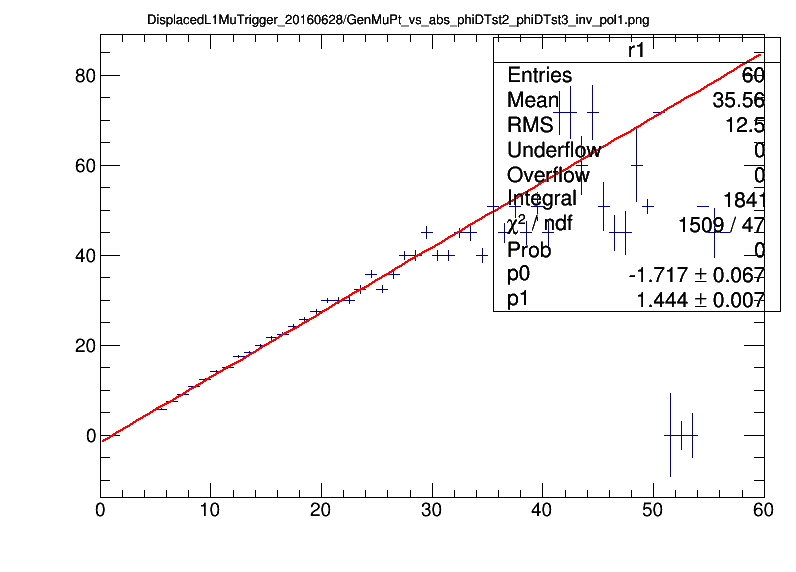 DisplacedL1MuTrigger_20160628/GenMuPt_vs_abs_phiDTst2_phiDTst3_inv_pol1.png
r1
Entries 60
Mean 35.56
RMS 12.5
Underflow 0
Overflow 0
Integral 1841
χ² / ndf 1509 / 47
Prob 0
p0 -1.717 ± 0.067
p1 1.444 ± 0.007
80
60
40
20
0
0 10 20 30 40 50 60